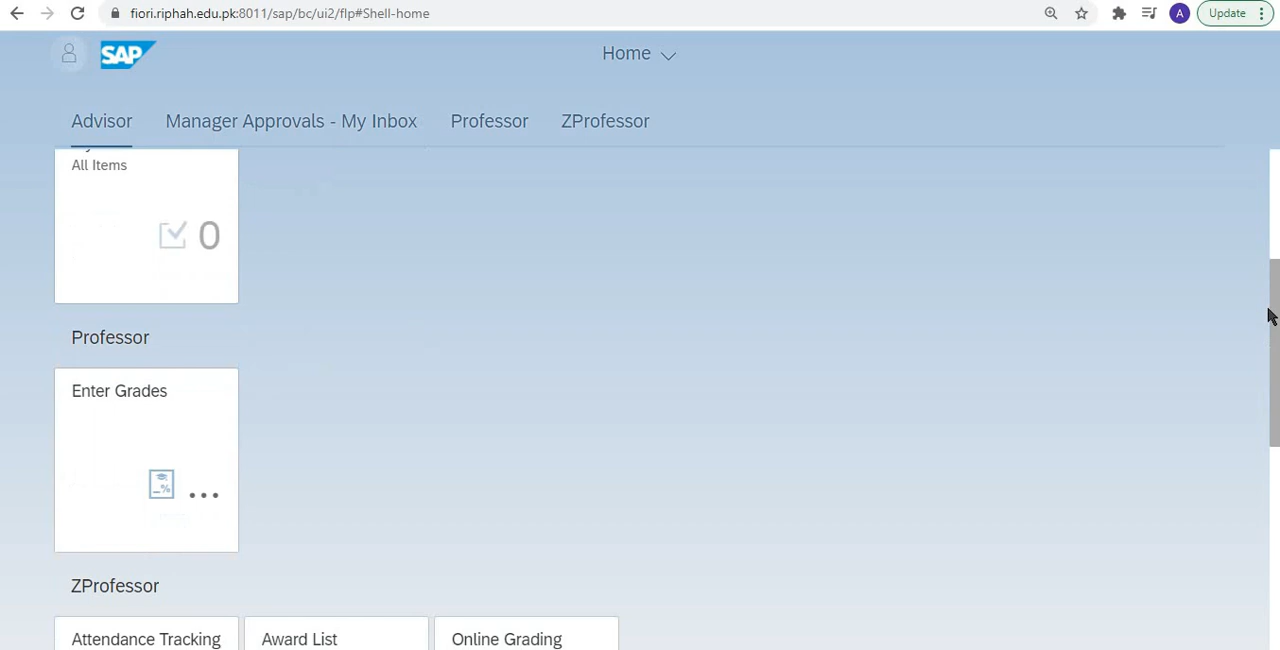 fiori.riphah.edu.pk:8011/sap/bc/ui2/flp#Shell-home
A
Update
SAP
Home
Advisor Manager Approvals - My Inbox Professor ZProfessor
All Items
0
Professor
Enter Grades
...
ZProfessor
Attendance Tracking Award List Online Grading